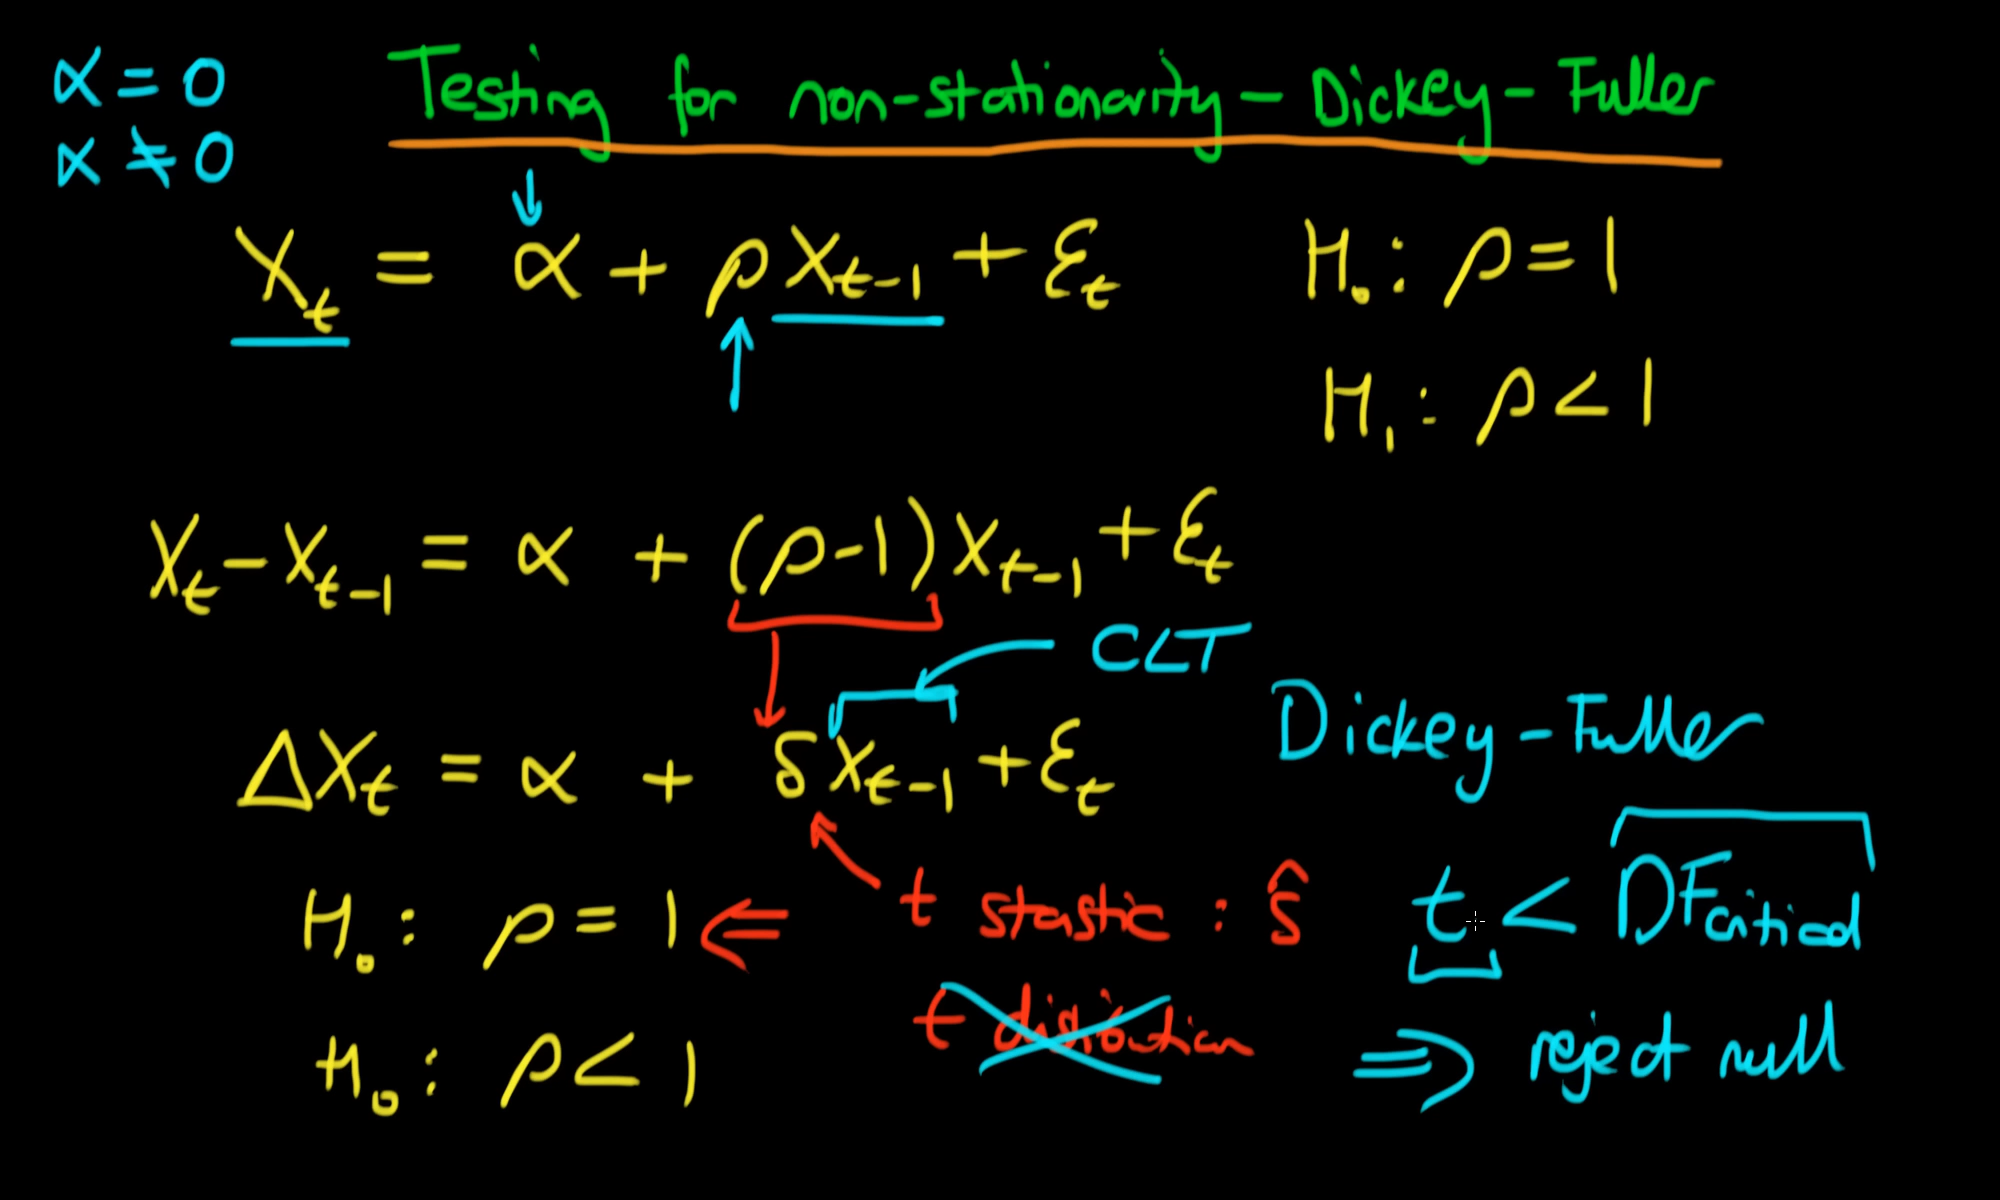 α = 0
α ≠ 0
Testing for non-stationarity - Dickey-Fuller
Xt = α + ρXt-1 + εt
H0: ρ = 1
H1: ρ < 1
Xt - Xt-1 = α + (ρ-1)Xt-1 + εt
CLT
ΔXt = α + δXt-1 + εt
Dickey-Fuller
H0: ρ = 1 ⇐
t stastic : δ̂
t < DFcritical
H0: ρ < 1
t distribution
⇒ reject null